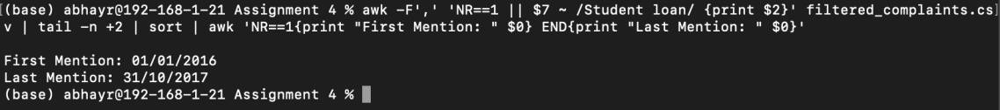 (base) abhayr@192-168-1-21 Assignment 4 % awk -F',' 'NR==1 || $7 ~ /Student loan/ {print $2}' filtered_complaints.cs
v | tail -n +2 | sort | awk 'NR==1{print "First Mention: " $0} END{print "Last Mention: " $0}'
First Mention: 01/01/2016
Last Mention: 31/10/2017
(base) abhayr@192-168-1-21 Assignment 4 %